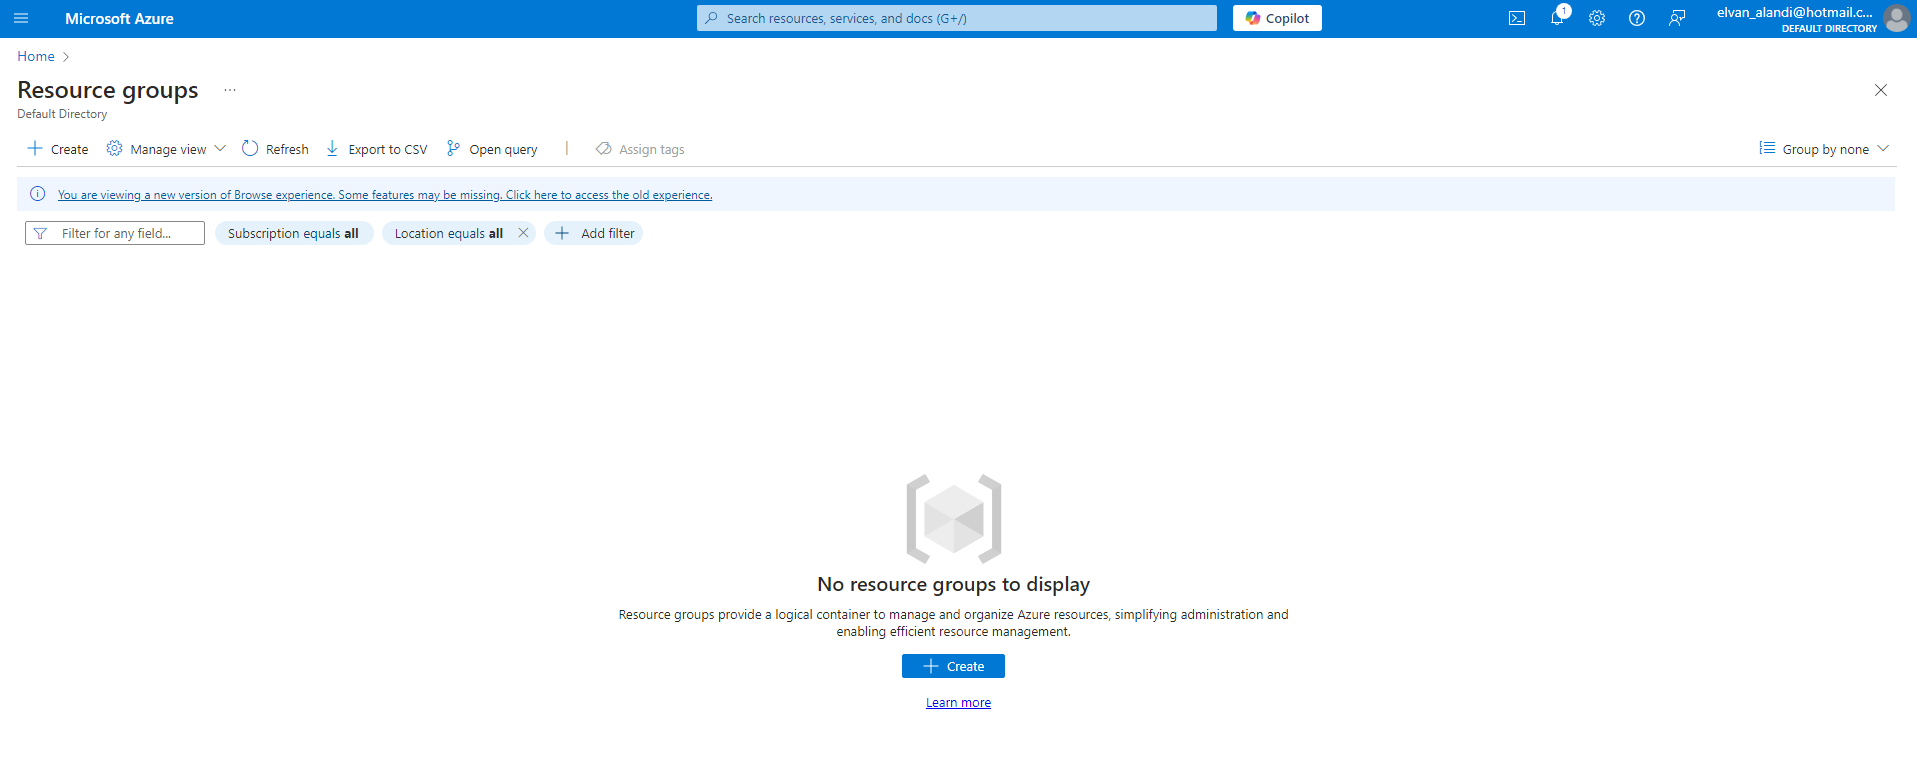 Microsoft Azure
Search resources, services, and docs (G+/)
Copilot
1
elvan_alandi@hotmail.c...
DEFAULT DIRECTORY
Home
Resource groups ...
Default Directory
Create Manage view Refresh Export to CSV Open query | Assign tags Group by none
You are viewing a new version of Browse experience. Some features may be missing. Click here to access the old experience.
Filter for any field... Subscription equals all Location equals all Add filter
No resource groups to display
Resource groups provide a logical container to manage and organize Azure resources, simplifying administration and
enabling efficient resource management.
Create
Learn more